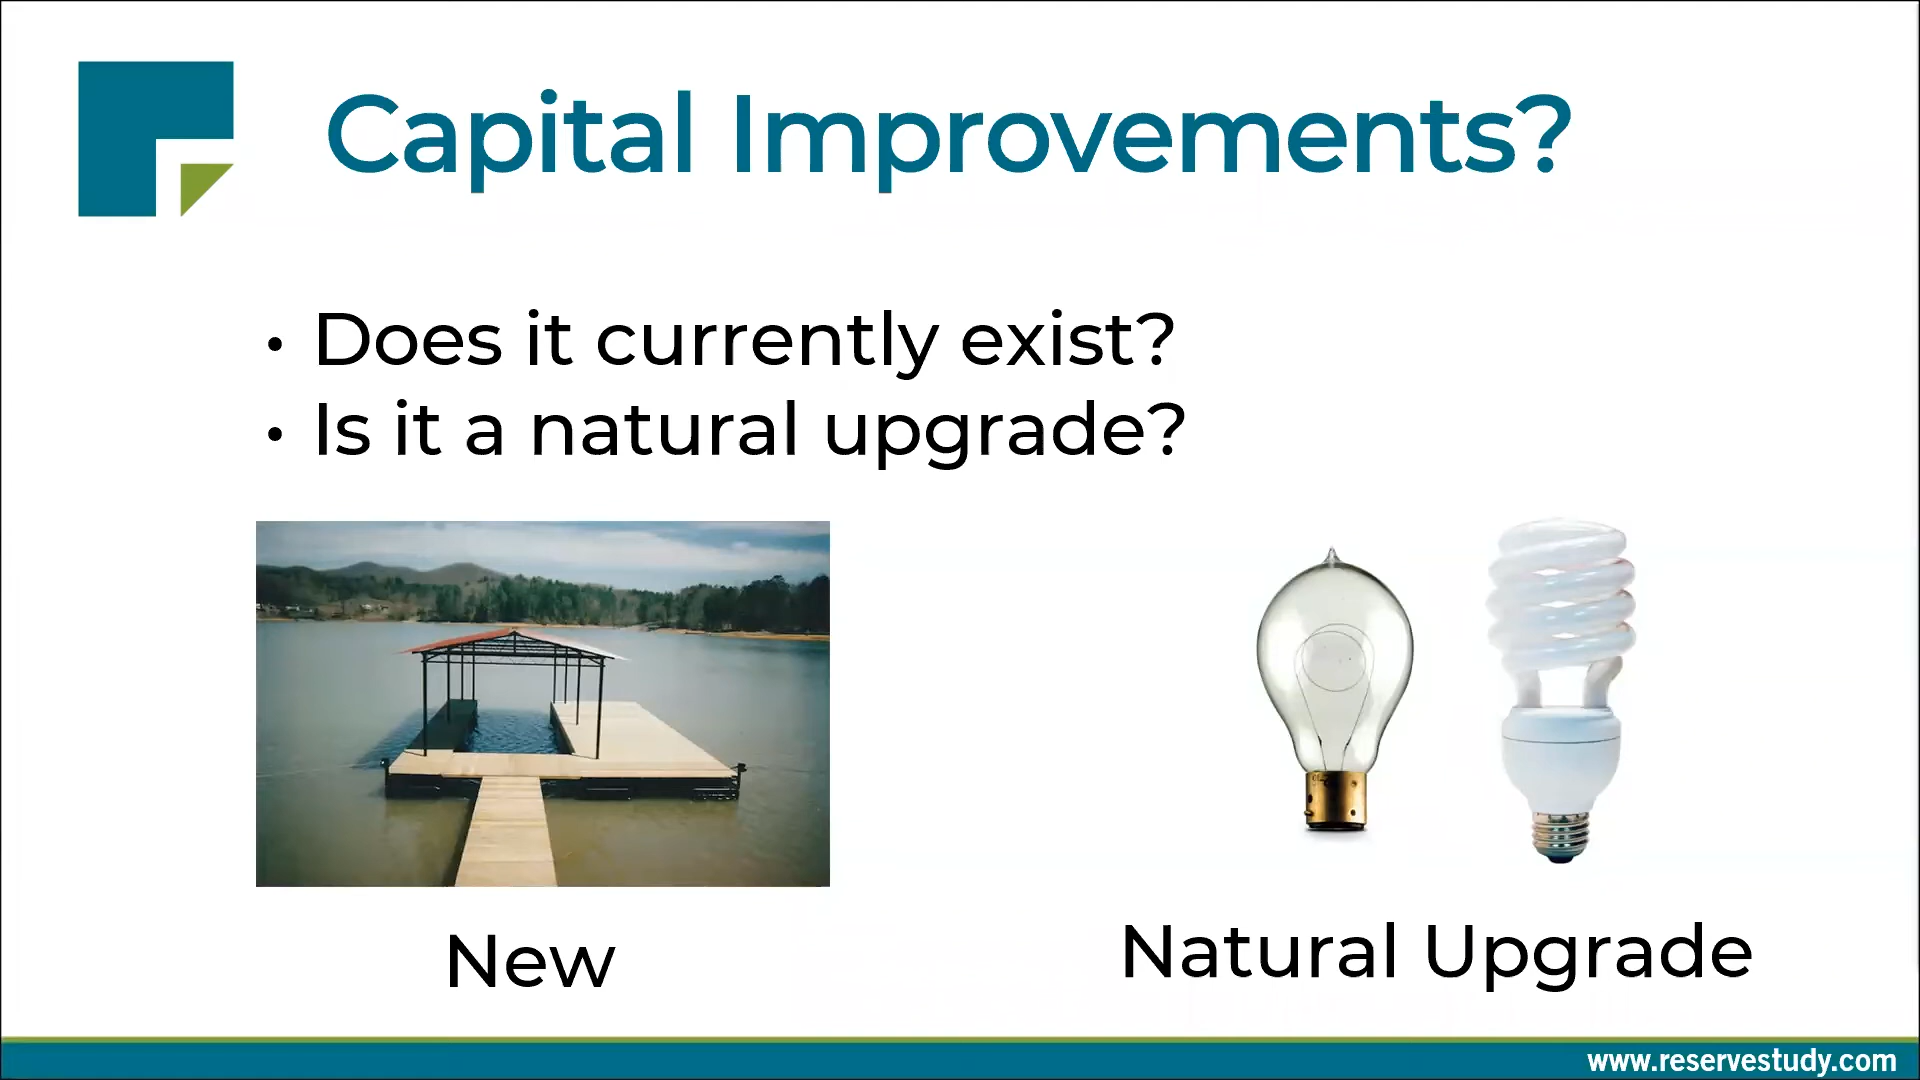 Capital Improvements?
• Does it currently exist?
• Is it a natural upgrade?
New
Natural Upgrade
www.reservestudy.com